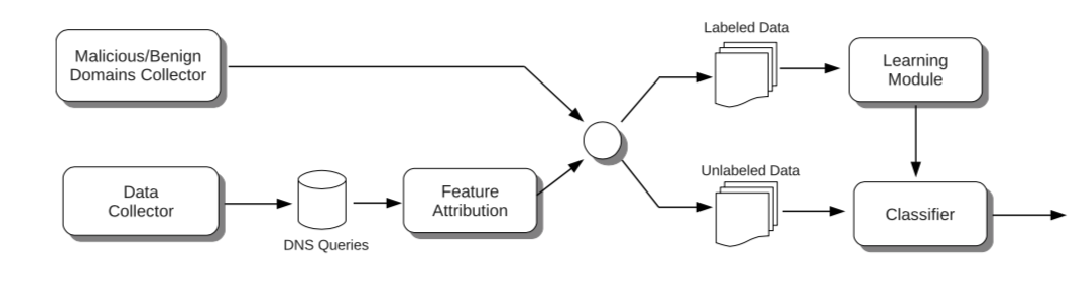 Malicious/Benign
Domains Collector
Data
Collector
DNS Queries
Feature
Attribution
Labeled Data
Learning
Module
Unlabeled Data
Classifier